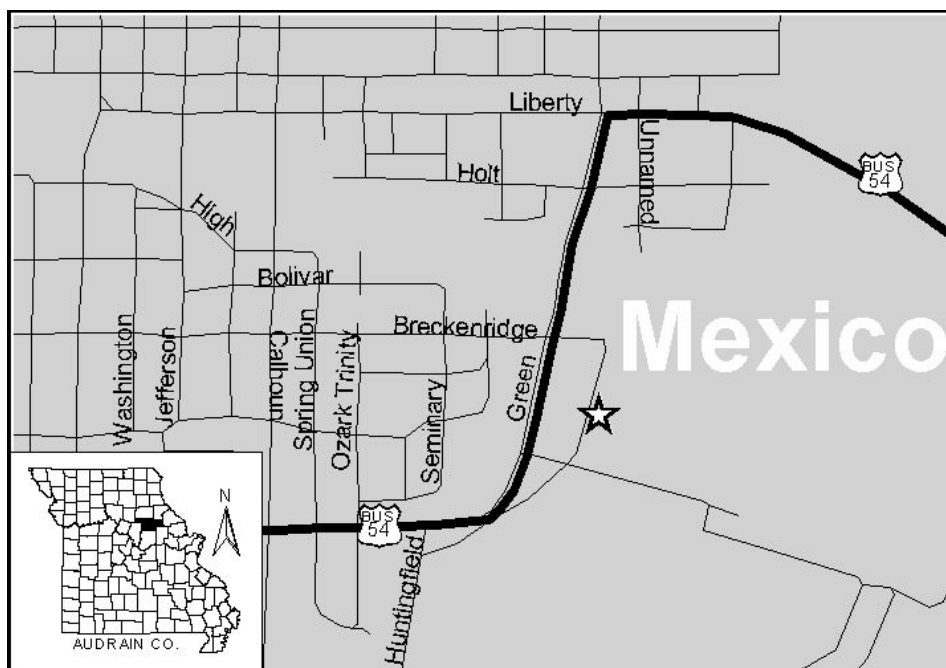 Liberty
Unnamed
BUS
54
Holt
High
Bolivar
Mexico
Breckenridge
Washington
Jefferson
Calhoun
Spring Union
Ozark Trinity
Seminary
Green
BUS
54
Huntingfield
N
AUDRAIN CO.